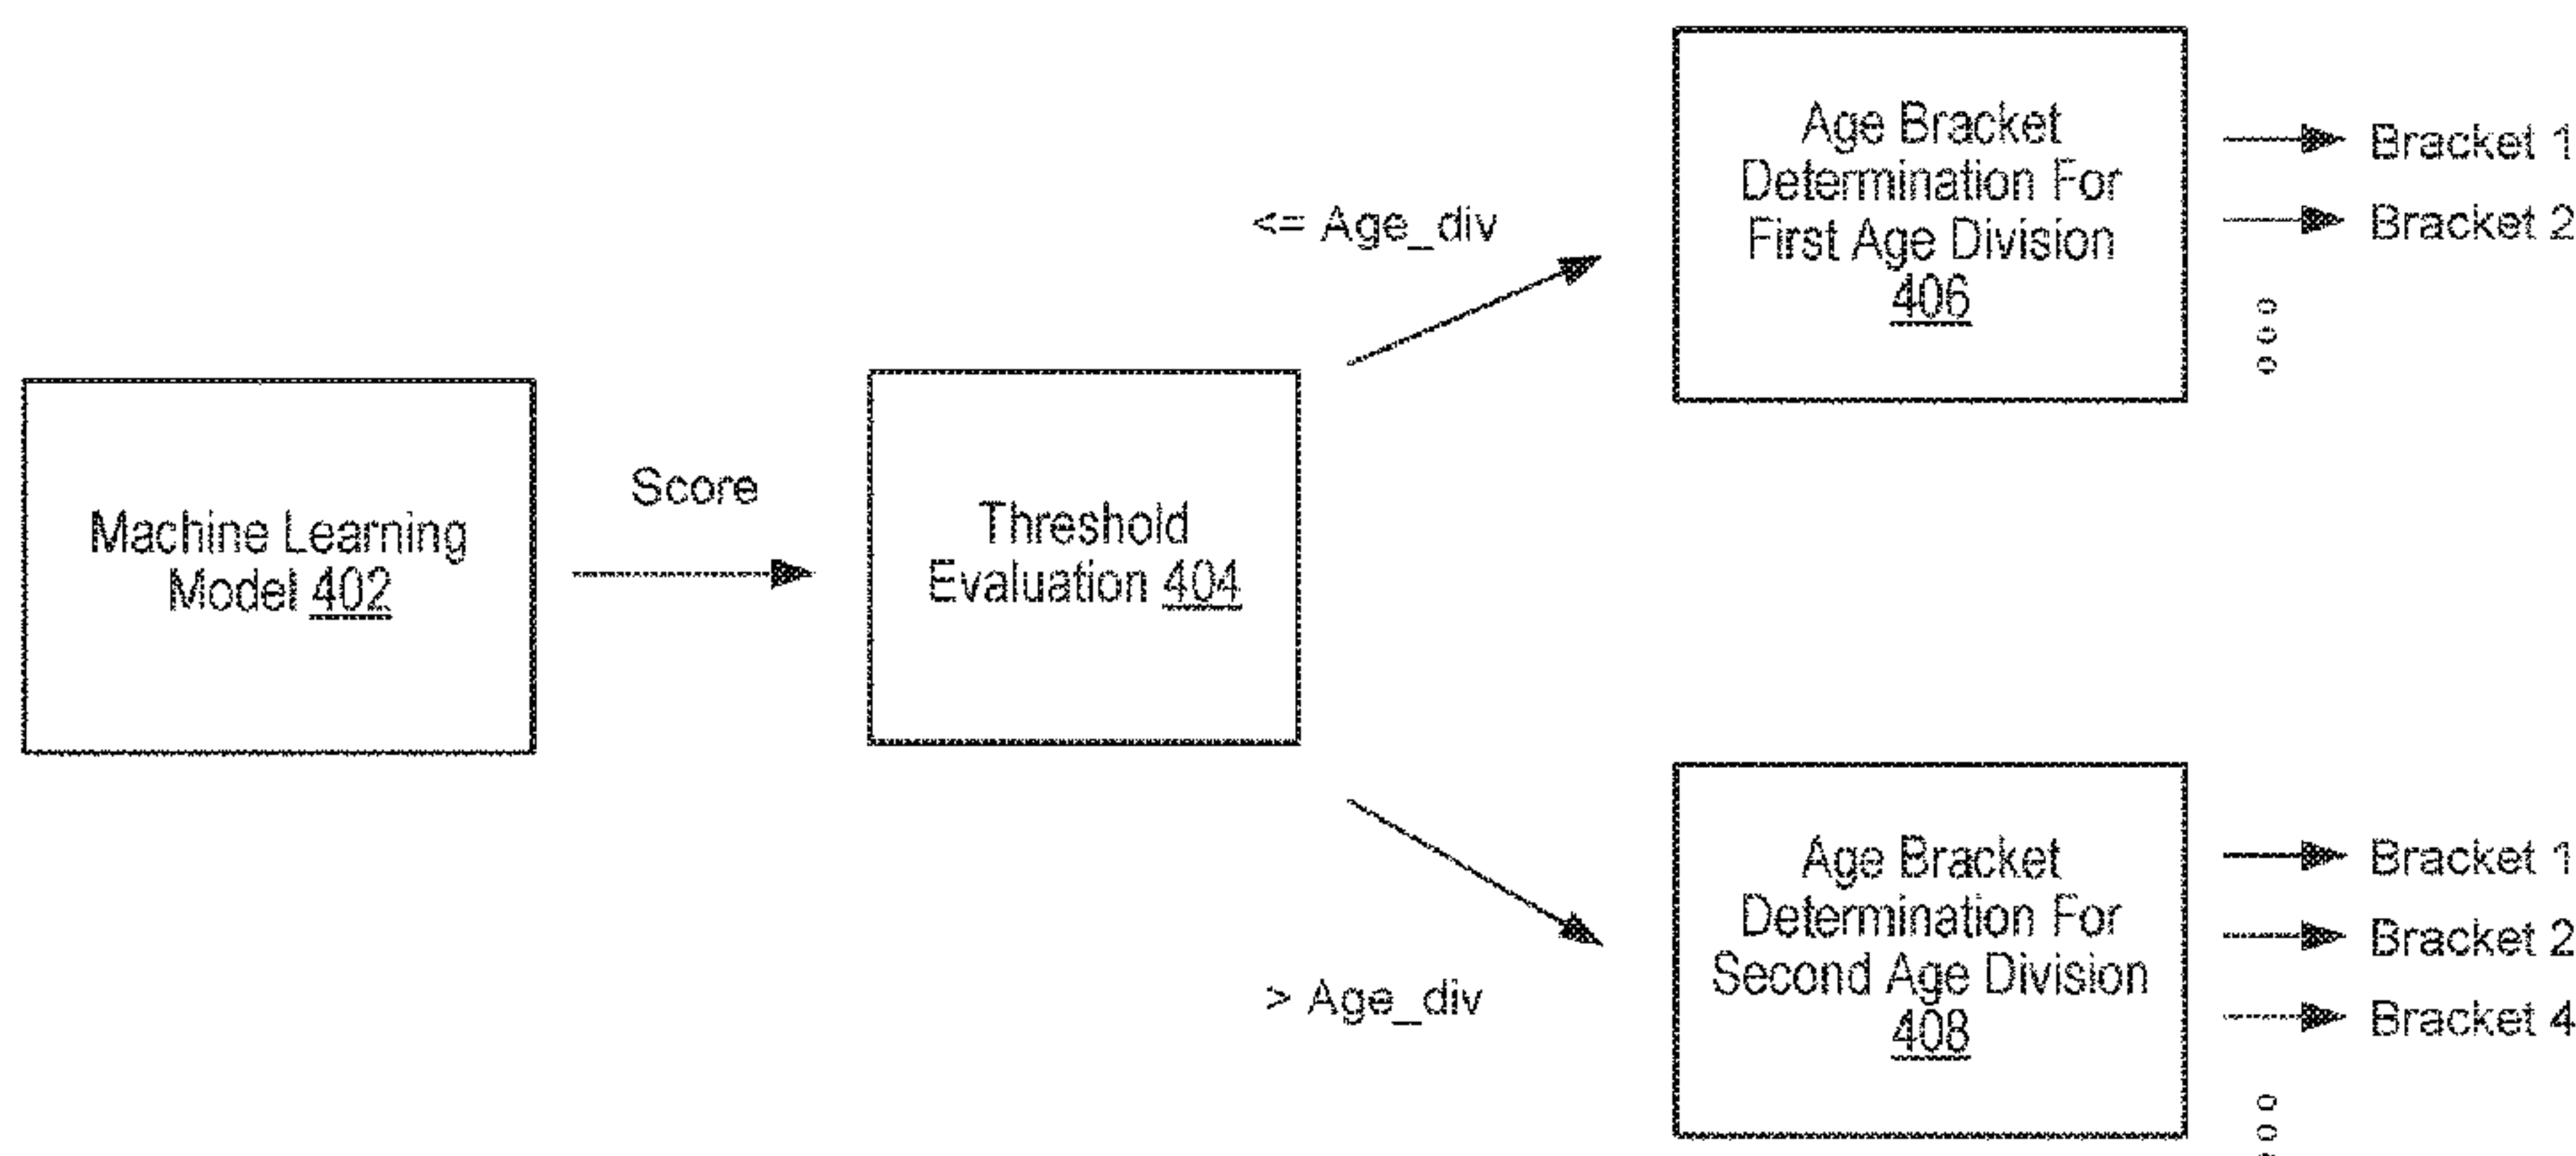 Age Bracket
Determination For
First Age Division
406
Bracket 1
Bracket 2
<= Age_div
Machine Learning
Model 402
Score
Threshold
Evaluation 404
> Age_div
Age Bracket
Determination For
Second Age Division
408
Bracket 1
Bracket 2
Bracket 4